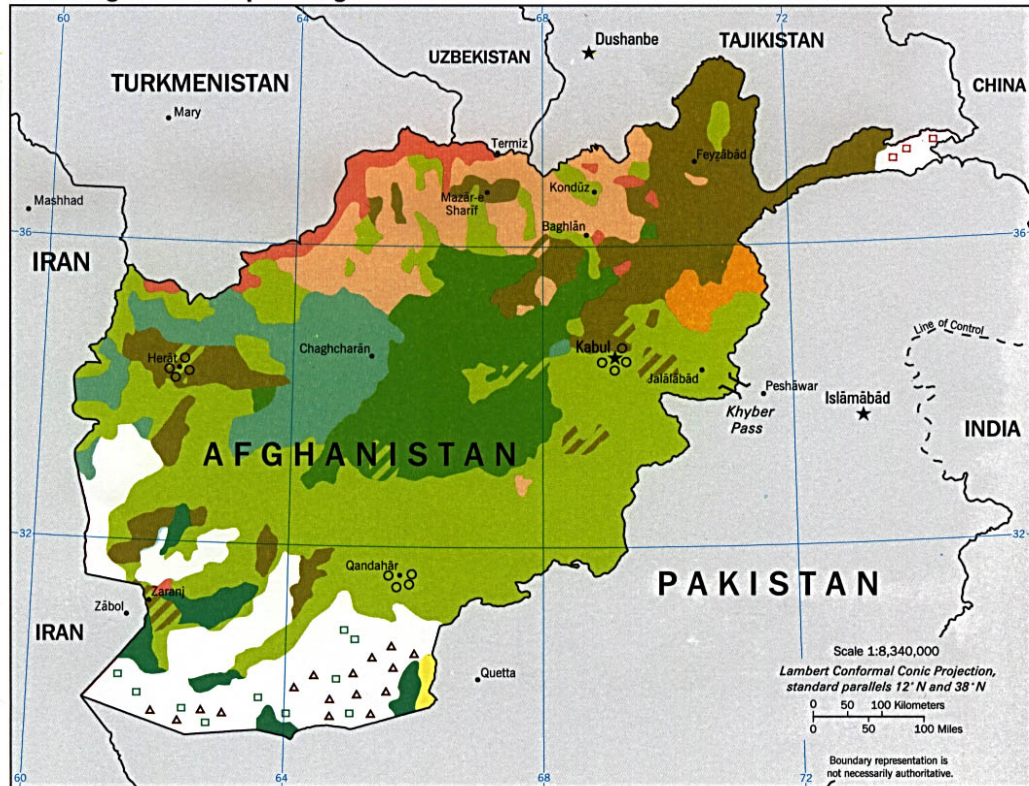 60
64
68
72
Dushanbe
UZBEKISTAN
TAJIKISTAN
TURKMENISTAN
CHINA
Mary
Termiz
Feyẕābād
Mazār-e
Sharīf
Kondūz
Mashhad
Baghlān
36
36
IRAN
Line of Control
Herāt
Chaghcharān
Kabul
Jalālābād
Peshāwar
Islāmābād
Khyber
Pass
INDIA
AFGHANISTAN
32
32
Qandahār
PAKISTAN
Zābol
Zaranj
IRAN
Quetta
Scale 1:8,340,000
Lambert Conformal Conic Projection,
standard parallels 12°N and 38°N
0 50 100 Kilometers
0 50 100 Miles
Boundary representation is
not necessarily authoritative.
60
64
68
72